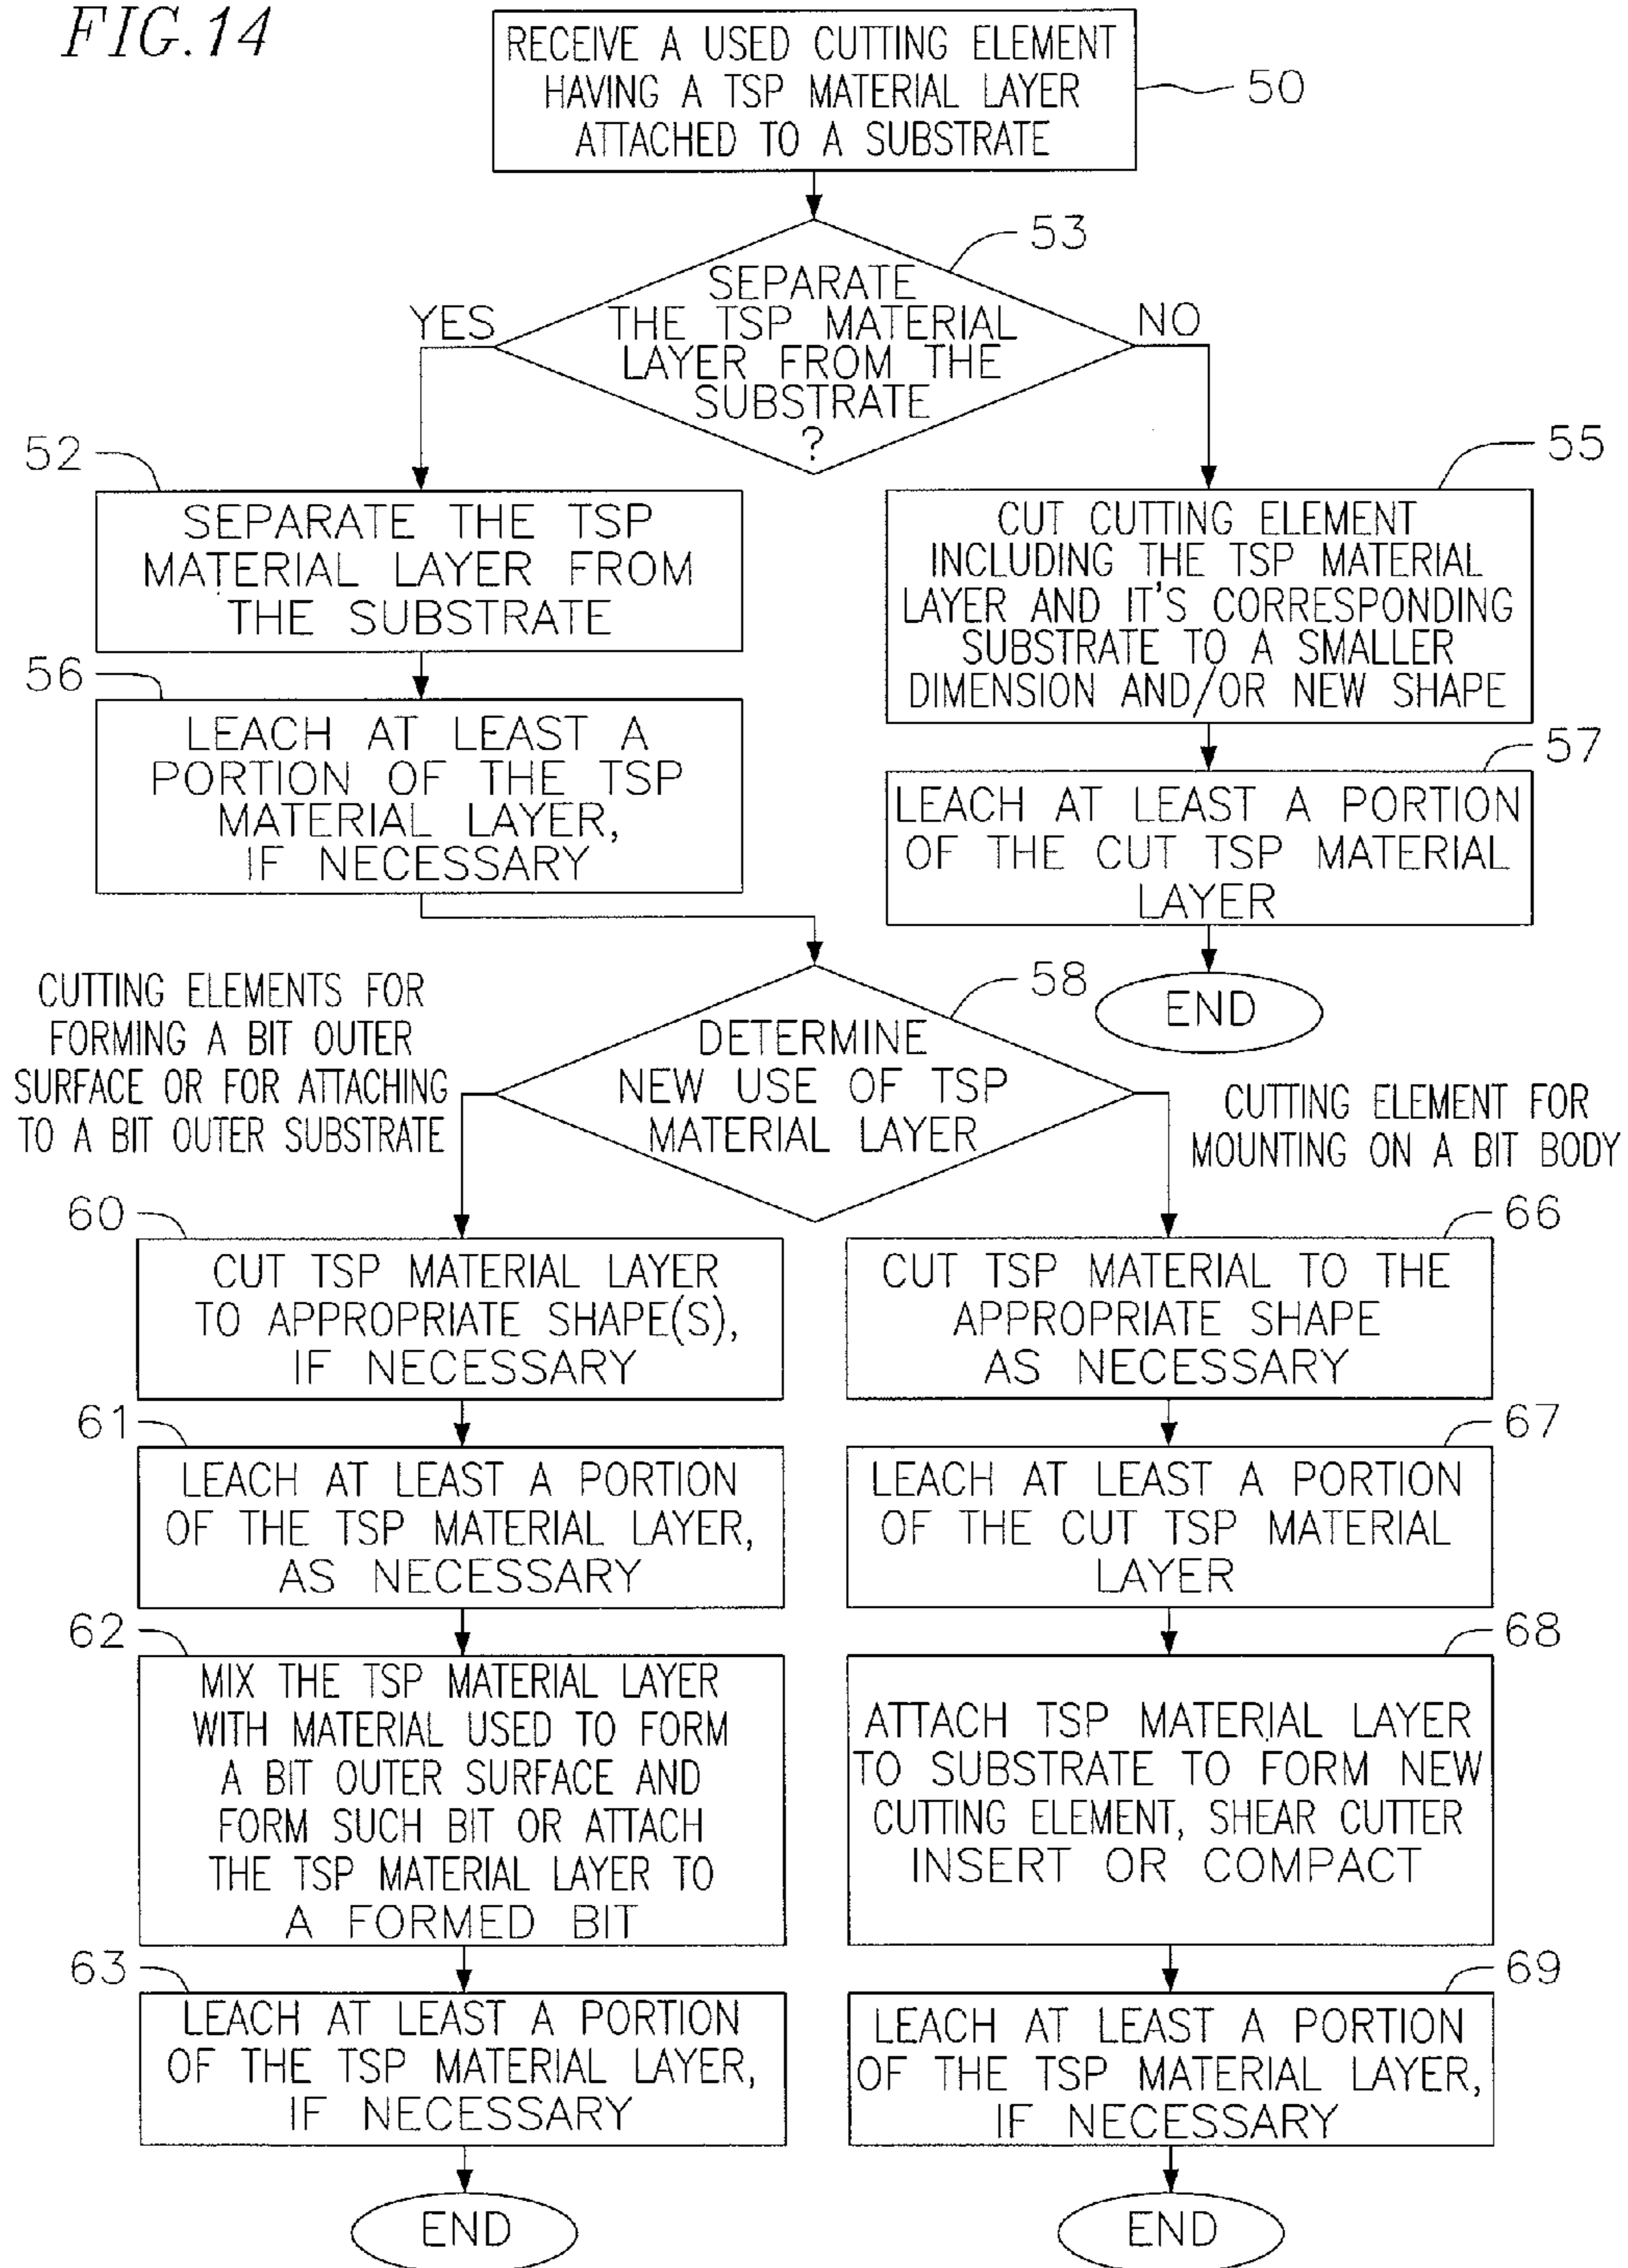 FIG.14
RECEIVE A USED CUTTING ELEMENT
HAVING A TSP MATERIAL LAYER
ATTACHED TO A SUBSTRATE
50
53
SEPARATE
THE TSP MATERIAL
LAYER FROM THE
SUBSTRATE
?
YES
NO
52
SEPARATE THE TSP
MATERIAL LAYER FROM
THE SUBSTRATE
55
CUT CUTTING ELEMENT
INCLUDING THE TSP MATERIAL
LAYER AND IT'S CORRESPONDING
SUBSTRATE TO A SMALLER
DIMENSION AND/OR NEW SHAPE
56
LEACH AT LEAST A
PORTION OF THE TSP
MATERIAL LAYER,
IF NECESSARY
57
LEACH AT LEAST A PORTION
OF THE CUT TSP MATERIAL
LAYER
END
58
DETERMINE
NEW USE OF TSP
MATERIAL LAYER
CUTTING ELEMENTS FOR
FORMING A BIT OUTER
SURFACE OR FOR ATTACHING
TO A BIT OUTER SUBSTRATE
CUTTING ELEMENT FOR
MOUNTING ON A BIT BODY
60
CUT TSP MATERIAL LAYER
TO APPROPRIATE SHAPE(S),
IF NECESSARY
61
LEACH AT LEAST A PORTION
OF THE TSP MATERIAL LAYER,
AS NECESSARY
62
MIX THE TSP MATERIAL LAYER
WITH MATERIAL USED TO FORM
A BIT OUTER SURFACE AND
FORM SUCH BIT OR ATTACH
THE TSP MATERIAL LAYER TO
A FORMED BIT
63
LEACH AT LEAST A PORTION
OF THE TSP MATERIAL LAYER,
IF NECESSARY
END
66
CUT TSP MATERIAL TO THE
APPROPRIATE SHAPE
AS NECESSARY
67
LEACH AT LEAST A PORTION
OF THE CUT TSP MATERIAL
LAYER
68
ATTACH TSP MATERIAL LAYER
TO SUBSTRATE TO FORM NEW
CUTTING ELEMENT, SHEAR CUTTER
INSERT OR COMPACT
69
LEACH AT LEAST A PORTION
OF THE TSP MATERIAL LAYER,
IF NECESSARY
END